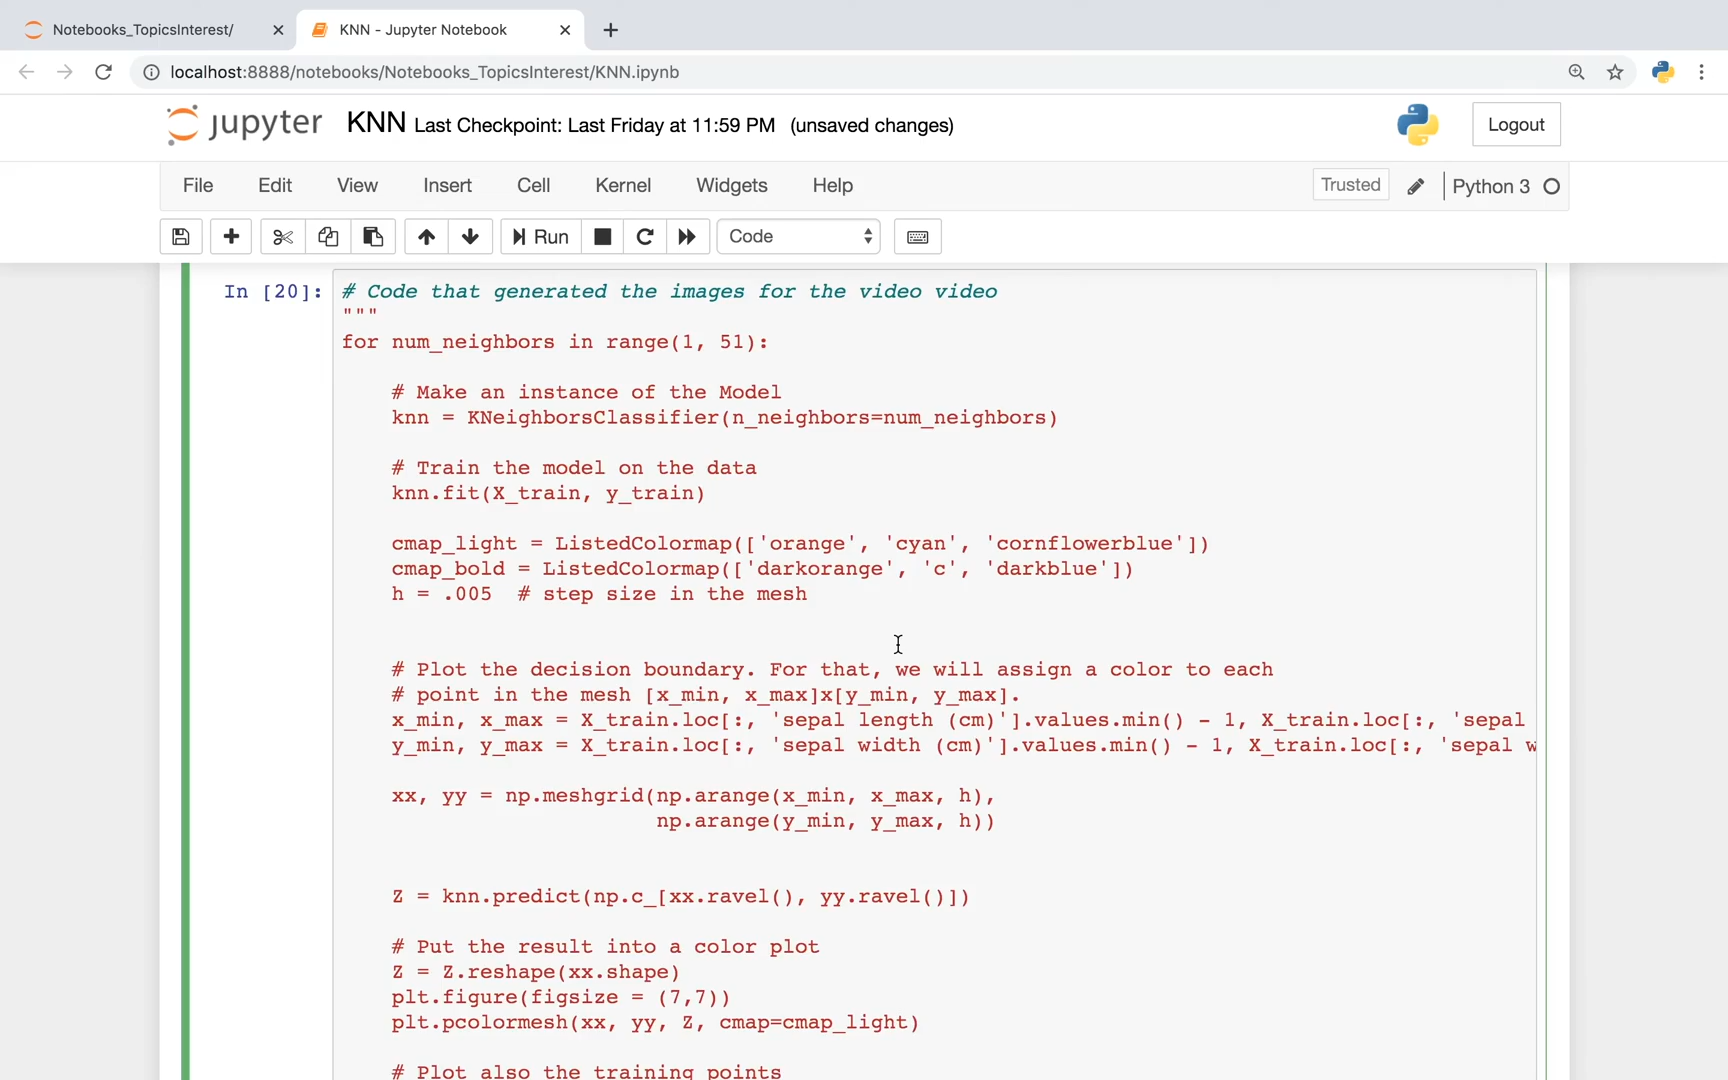 Notebooks_TopicsInterest/
KNN - Jupyter Notebook
localhost:8888/notebooks/Notebooks_TopicsInterest/KNN.ipynb
jupyter KNN Last Checkpoint: Last Friday at 11:59 PM (unsaved changes)
Logout
File Edit View Insert Cell Kernel Widgets Help
Trusted
Python 3
Run
Code
In [20]:
# Code that generated the images for the video video
"""
for num_neighbors in range(1, 51):
# Make an instance of the Model
knn = KNeighborsClassifier(n_neighbors=num_neighbors)
# Train the model on the data
knn.fit(X_train, y_train)
cmap_light = ListedColormap(['orange', 'cyan', 'cornflowerblue'])
cmap_bold = ListedColormap(['darkorange', 'c', 'darkblue'])
h = .005  # step size in the mesh
# Plot the decision boundary. For that, we will assign a color to each
# point in the mesh [x_min, x_max]x[y_min, y_max].
x_min, x_max = X_train.loc[:, 'sepal length (cm)'].values.min() - 1, X_train.loc[:, 'sepal
y_min, y_max = X_train.loc[:, 'sepal width (cm)'].values.min() - 1, X_train.loc[:, 'sepal w
xx, yy = np.meshgrid(np.arange(x_min, x_max, h),
np.arange(y_min, y_max, h))
Z = knn.predict(np.c_[xx.ravel(), yy.ravel()])
# Put the result into a color plot
Z = Z.reshape(xx.shape)
plt.figure(figsize = (7,7))
plt.pcolormesh(xx, yy, Z, cmap=cmap_light)
# Plot also the training points